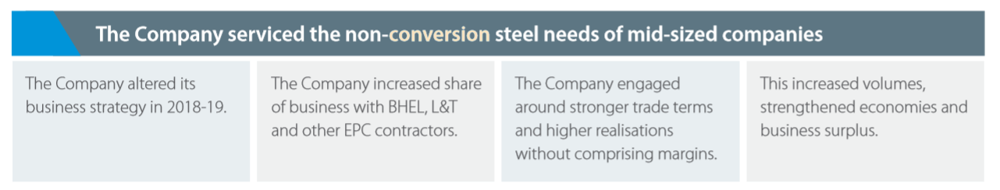 The Company serviced the non-conversion steel needs of mid-sized companies
The Company altered its
business strategy in 2018-19.
The Company increased share
of business with BHEL, L&T
and other EPC contractors.
The Company engaged
around stronger trade terms
and higher realisations
without comprising margins.
This increased volumes,
strengthened economies and
business surplus.